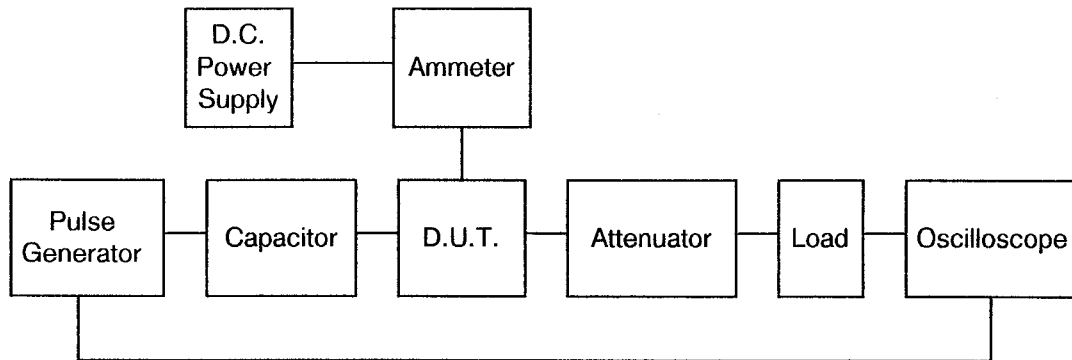 D.C.
Power
Supply
Ammeter
Pulse
Generator
Capacitor
D.U.T.
Attenuator
Load
Oscilloscope